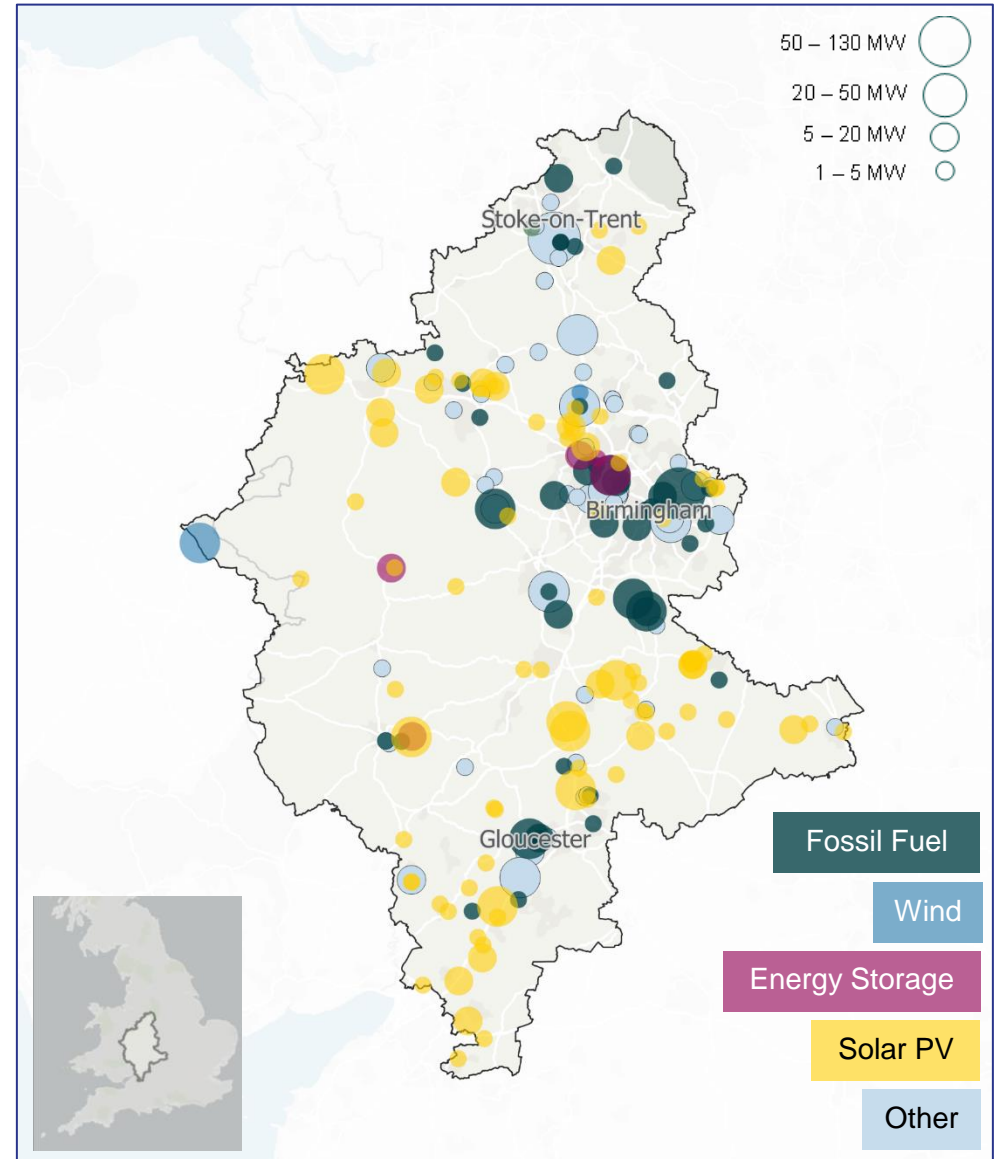 50 – 130 MW
20 – 50 MW
5 – 20 MW
1 – 5 MW
Stoke-on-Trent
Birmingham
Gloucester
Fossil Fuel
Wind
Energy Storage
Solar PV
Other